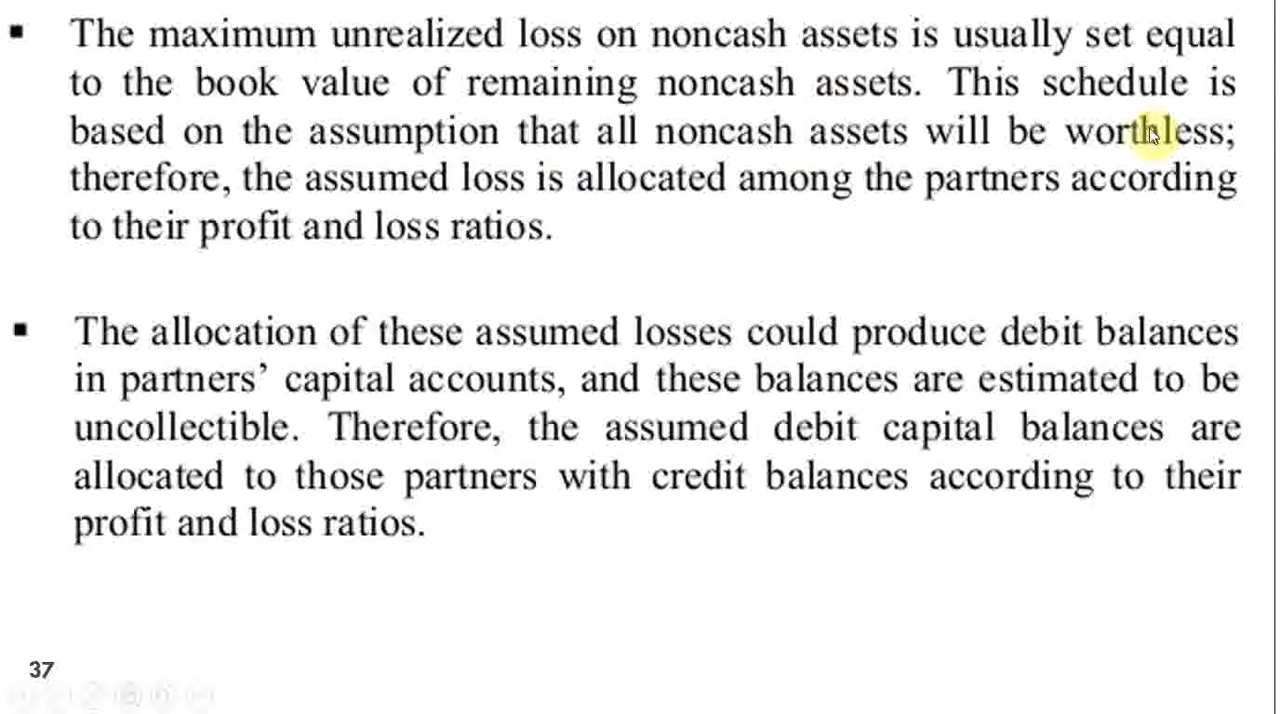 ▪ The maximum unrealized loss on noncash assets is usually set equal
to the book value of remaining noncash assets. This schedule is
based on the assumption that all noncash assets will be worthless;
therefore, the assumed loss is allocated among the partners according
to their profit and loss ratios.
▪ The allocation of these assumed losses could produce debit balances
in partners’ capital accounts, and these balances are estimated to be
uncollectible. Therefore, the assumed debit capital balances are
allocated to those partners with credit balances according to their
profit and loss ratios.
37